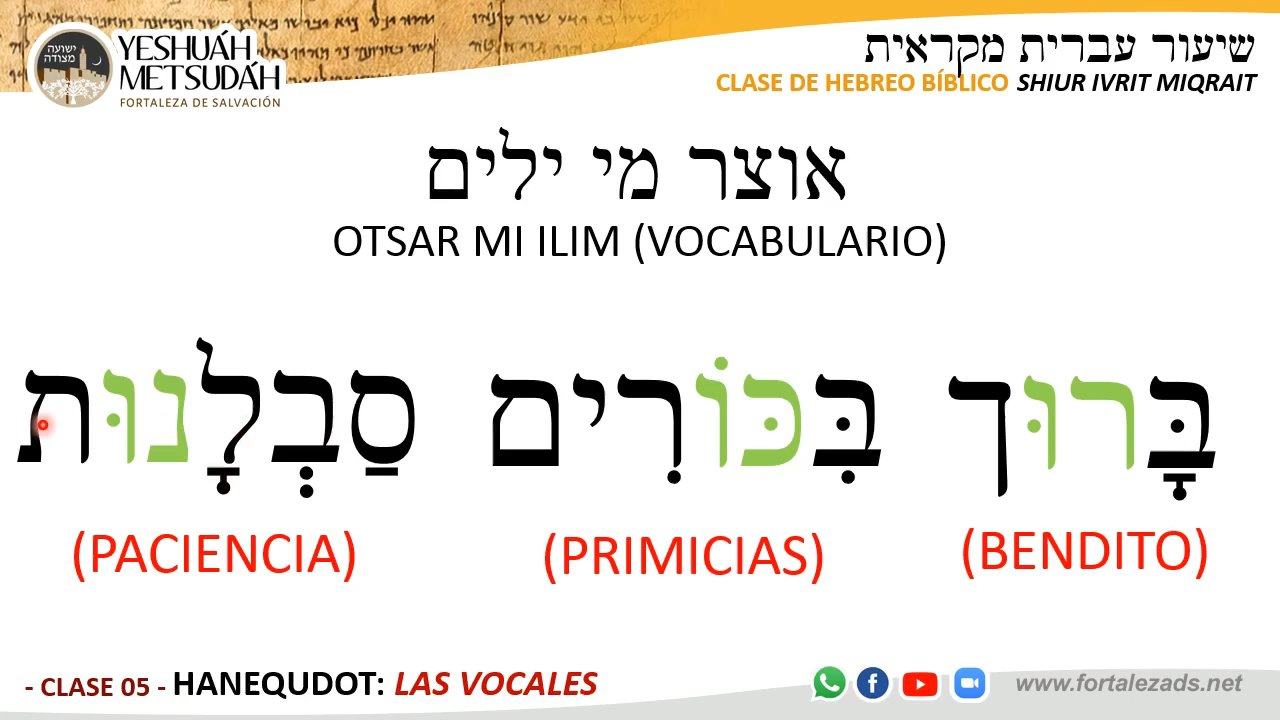 ישועה
מצודה
YESHUÁH
METSUDÁH
FORTALEZA DE SALVACIÓN
שיעור עברית מקראית
CLASE DE HEBREO BÍBLICO SHIUR IVRIT MIQRAIT
אוצר מי ילים
OTSAR MI ILIM (VOCABULARIO)
בָּרוּך בִּכּוֹרִים סַבְלָנוּת
(BENDITO) (PRIMICIAS) (PACIENCIA)
- CLASE 05 - HANEQUDOT: LAS VOCALES
www.fortalezads.net